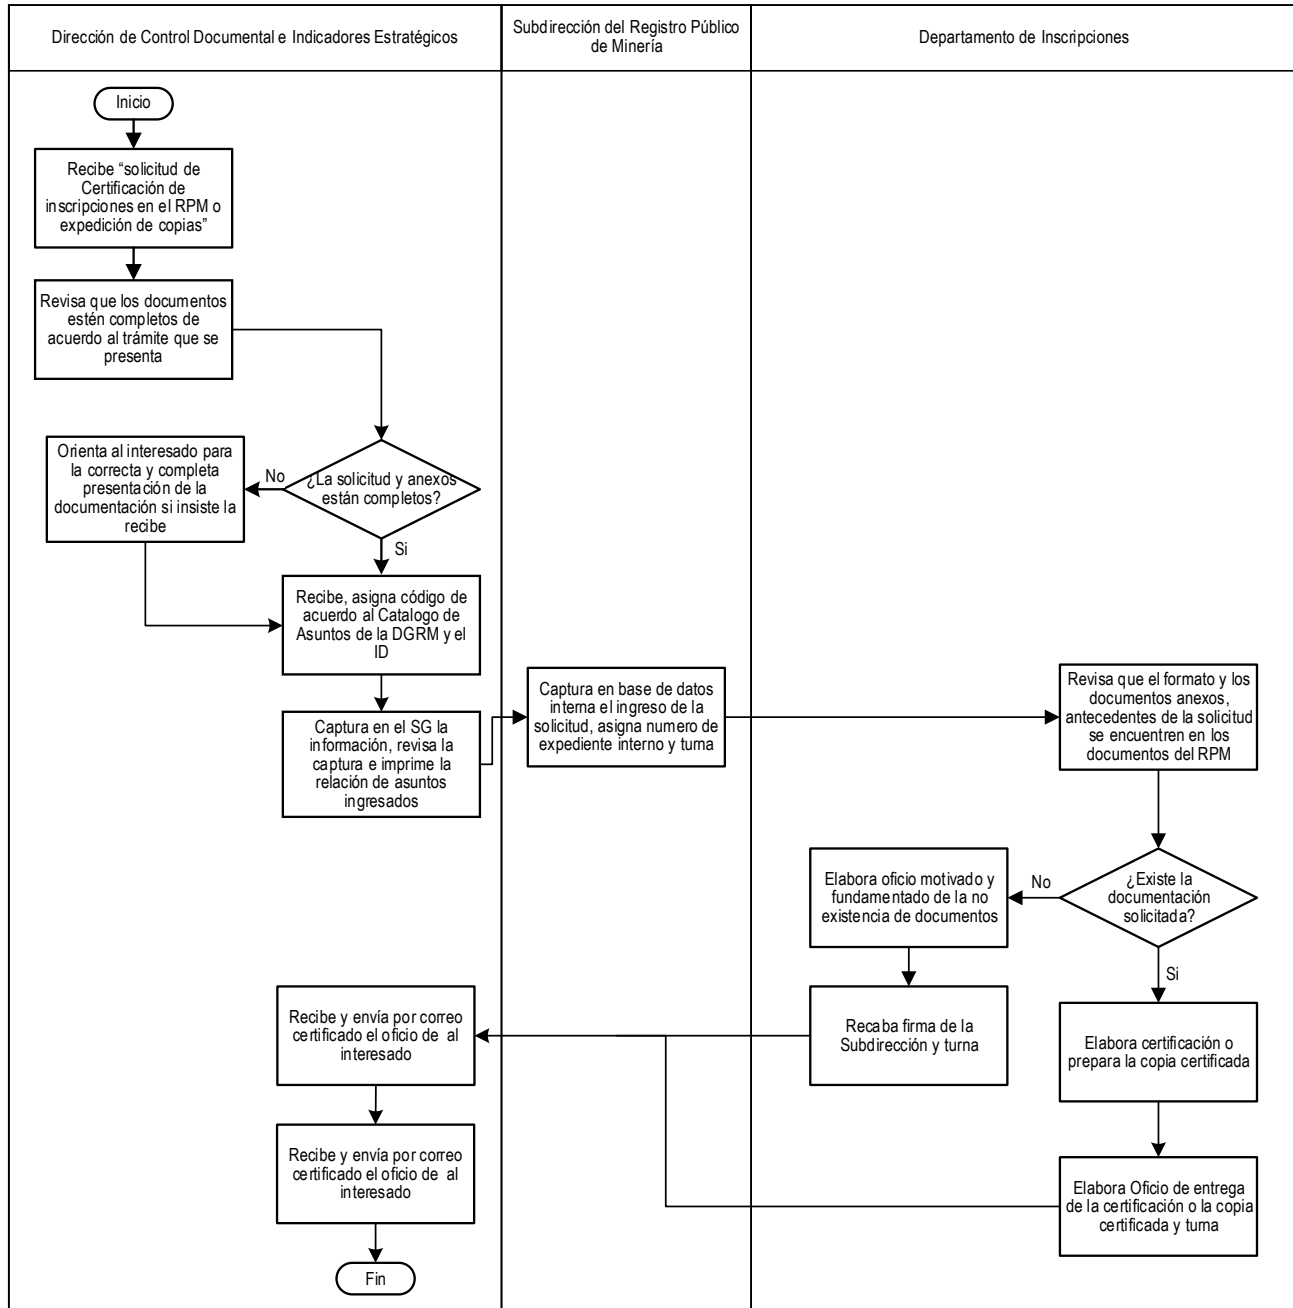 Dirección de Control Documental e Indicadores Estratégicos
Subdirección del Registro Público
de Minería
Departamento de Inscripciones
Inicio
Recibe “solicitud de
Certificación de
inscripciones en el RPM o
expedición de copias”
Revisa que los documentos
estén completos de
acuerdo al trámite que se
presenta
¿La solicitud y anexos
están completos?
No
Orienta al interesado para
la correcta y completa
presentación de la
documentación si insiste la
recibe
Si
Recibe, asigna código de
acuerdo al Catalogo de
Asuntos de la DGRM y el
ID
Captura en el SG la
información, revisa la
captura e imprime la
relación de asuntos
ingresados
Captura en base de datos
interna el ingreso de la
solicitud, asigna numero de
expediente interno y turna
Revisa que el formato y los
documentos anexos,
antecedentes de la solicitud
se encuentren en los
documentos del RPM
¿Existe la
documentación
solicitada?
No
Elabora oficio motivado y
fundamentado de la no
existencia de documentos
Recaba firma de la
Subdirección y turna
Si
Elabora certificación o
prepara la copia certificada
Elabora Oficio de entrega
de la certificación o la copia
certificada y turna
Recibe y envía por correo
certificado el oficio de al
interesado
Recibe y envía por correo
certificado el oficio de al
interesado
Fin